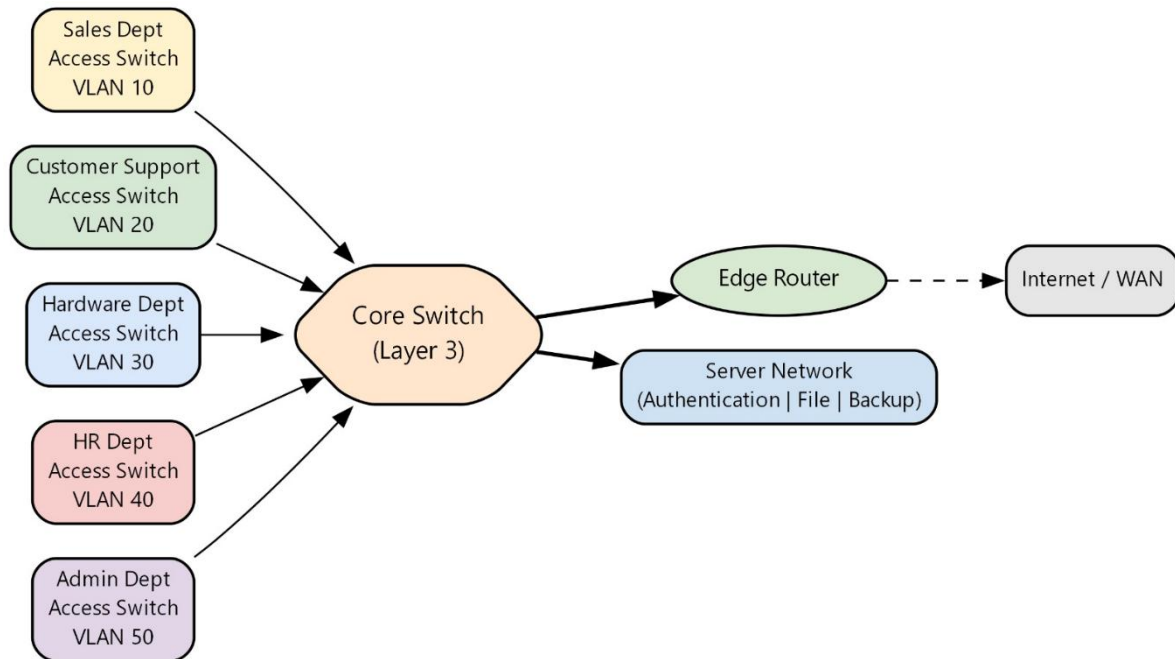 Sales Dept
Access Switch
VLAN 10
Customer Support
Access Switch
VLAN 20
Hardware Dept
Access Switch
VLAN 30
HR Dept
Access Switch
VLAN 40
Admin Dept
Access Switch
VLAN 50
Core Switch
(Layer 3)
Edge Router
Internet / WAN
Server Network
(Authentication | File | Backup)